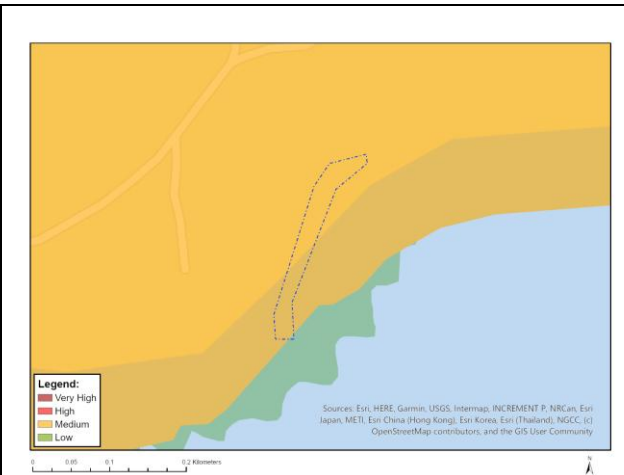 Legend:
Very High
High
Medium
Low
Sources: Esri, HERE, Garmin, USGS, Intermap, INCREMENT P, NRCan, Esri
Japan, METI, Esri China (Hong Kong), Esri Korea, Esri (Thailand), NGCC, (c)
OpenStreetMap contributors, and the GIS User Community
0 0.05 0.1 0.2 Kilometers
N